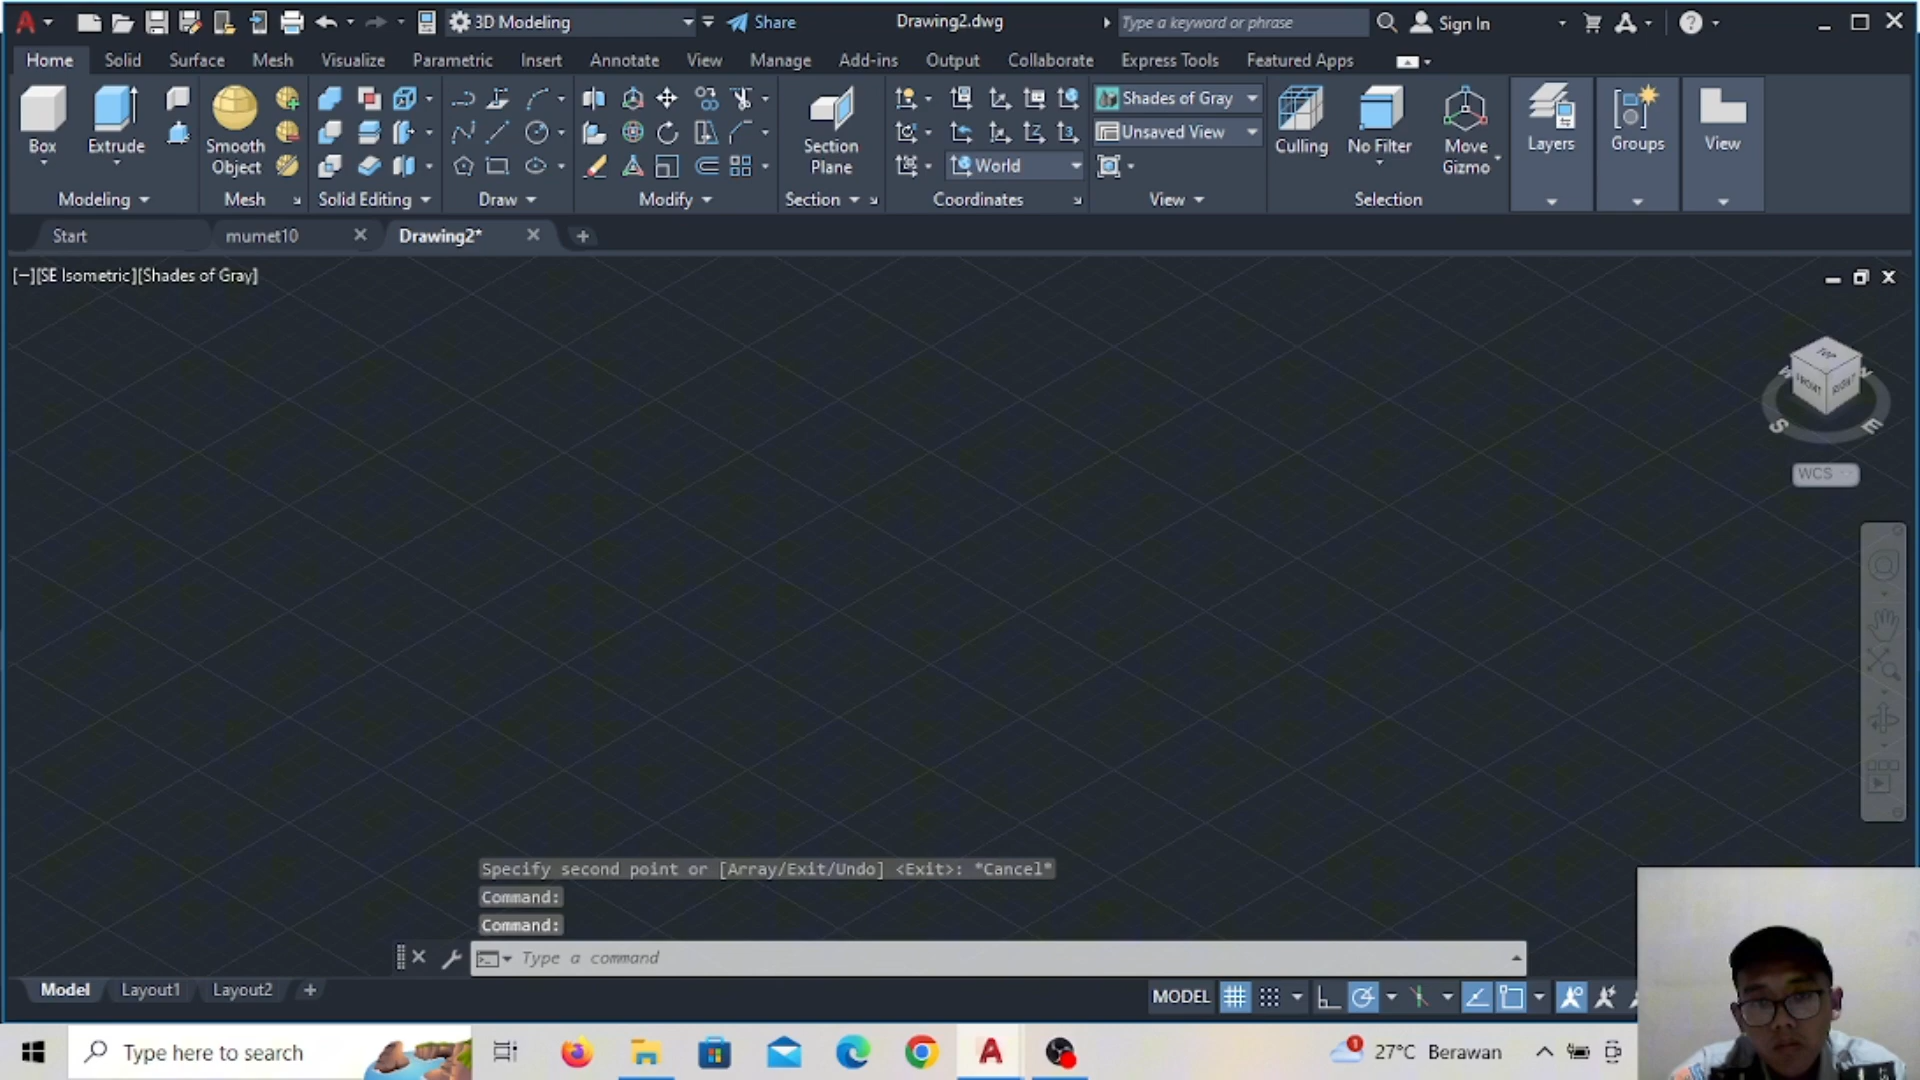 3D Modeling Share Drawing2.dwg Type a keyword or phrase Sign In
Home Solid Surface Mesh Visualize Parametric Insert Annotate View Manage Add-ins Output Collaborate Express Tools Featured Apps
Box Extrude Smooth Object
Section Plane
World
Shades of Gray
Unsaved View
Culling No Filter Move Gizmo Layers Groups View
Modeling Mesh Solid Editing Draw Modify Section Coordinates View Selection
Start mumet10 Drawing2*
[−][SE Isometric][Shades of Gray]
TOP
FRONT RIGHT
W N
S E
WCS
Specify second point or [Array/Exit/Undo] <Exit>: *Cancel*
Command:
Command:
Type a command
Model Layout1 Layout2 + MODEL
Type here to search 27°C Berawan